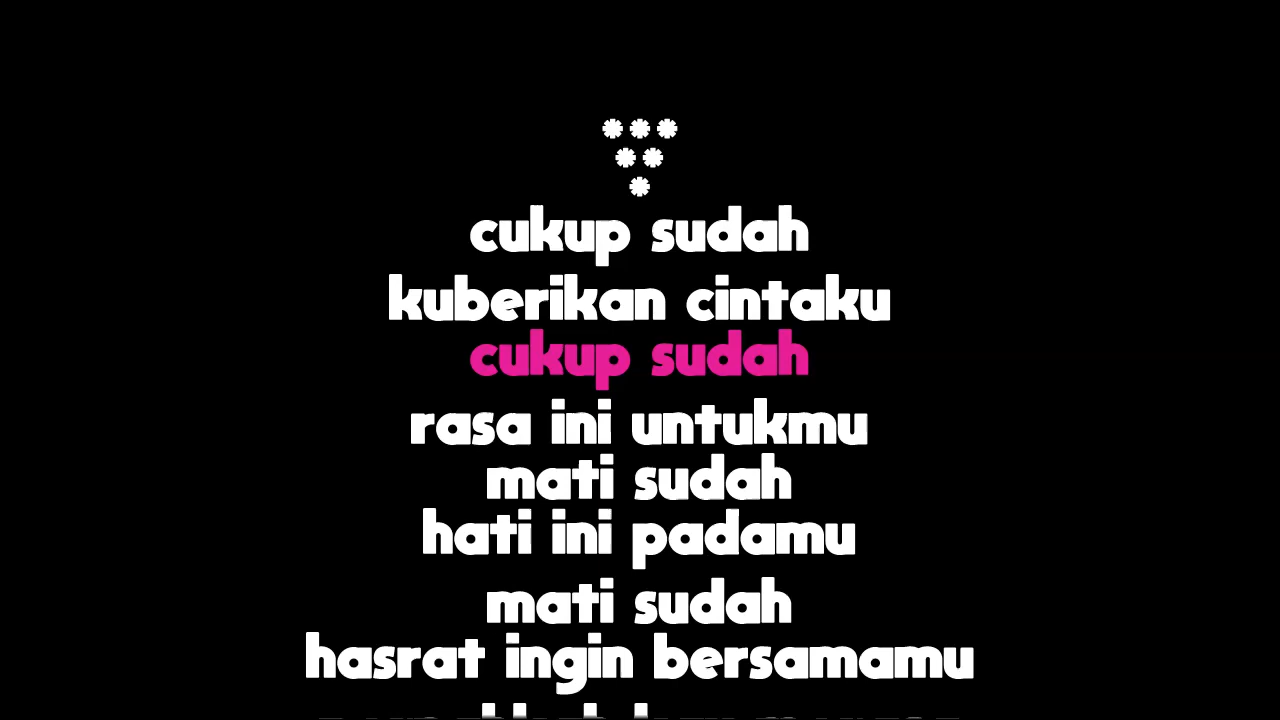 cukup sudah
kuberikan cintaku
cukup sudah
rasa ini untukmu
mati sudah
hati ini padamu
mati sudah
hasrat ingin bersamamu